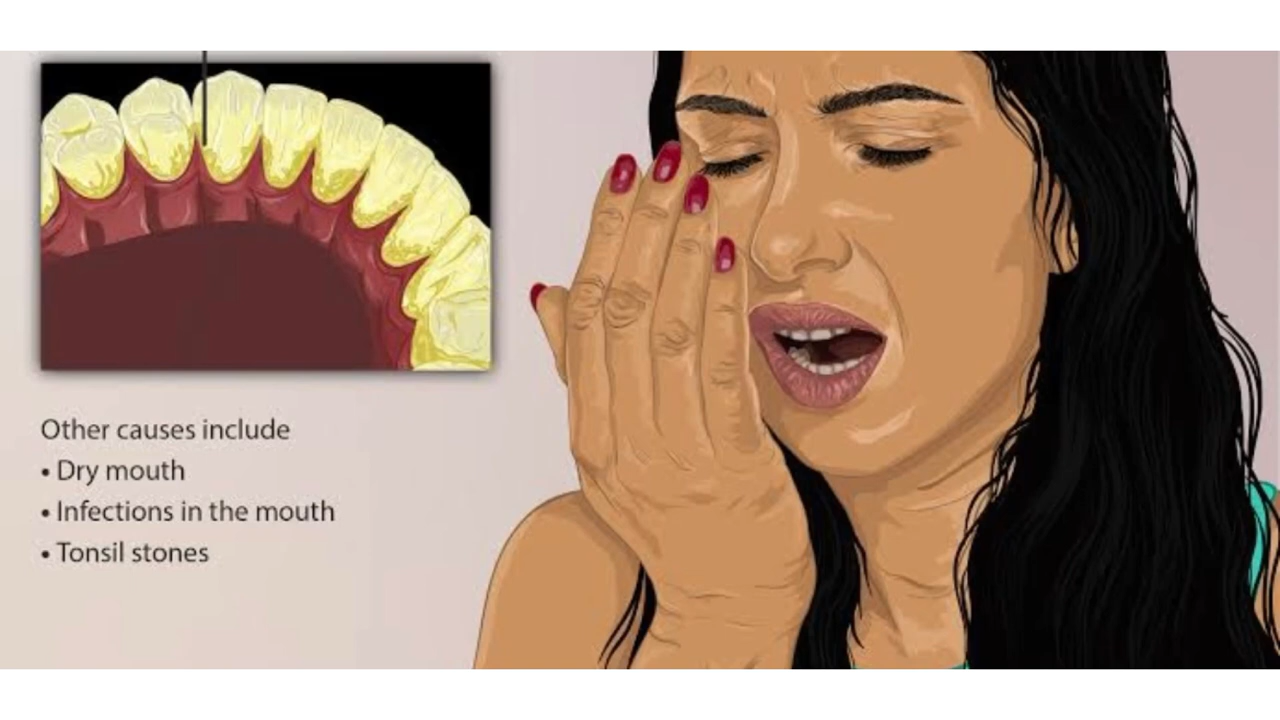 Other causes include
• Dry mouth
• Infections in the mouth
• Tonsil stones